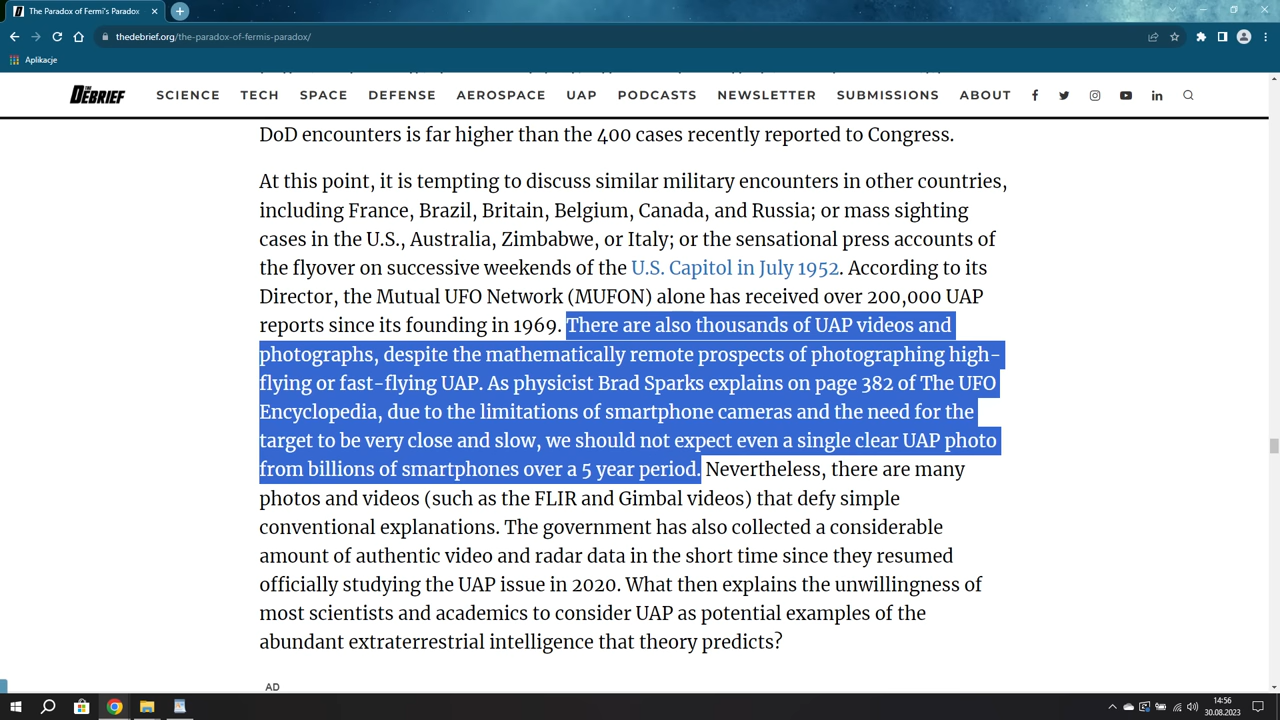 The Paradox of Fermi's Paradox
thedebrief.org/the-paradox-of-fermis-paradox/
Aplikacje
THE DEBRIEF SCIENCE TECH SPACE DEFENSE AEROSPACE UAP PODCASTS NEWSLETTER SUBMISSIONS ABOUT
DoD encounters is far higher than the 400 cases recently reported to Congress.
At this point, it is tempting to discuss similar military encounters in other countries,
including France, Brazil, Britain, Belgium, Canada, and Russia; or mass sighting
cases in the U.S., Australia, Zimbabwe, or Italy; or the sensational press accounts of
the flyover on successive weekends of the U.S. Capitol in July 1952. According to its
Director, the Mutual UFO Network (MUFON) alone has received over 200,000 UAP
reports since its founding in 1969. There are also thousands of UAP videos and
photographs, despite the mathematically remote prospects of photographing high-
flying or fast-flying UAP. As physicist Brad Sparks explains on page 382 of The UFO
Encyclopedia, due to the limitations of smartphone cameras and the need for the
target to be very close and slow, we should not expect even a single clear UAP photo
from billions of smartphones over a 5 year period. Nevertheless, there are many
photos and videos (such as the FLIR and Gimbal videos) that defy simple
conventional explanations. The government has also collected a considerable
amount of authentic video and radar data in the short time since they resumed
officially studying the UAP issue in 2020. What then explains the unwillingness of
most scientists and academics to consider UAP as potential examples of the
abundant extraterrestrial intelligence that theory predicts?
AD
14:56
30.08.2023